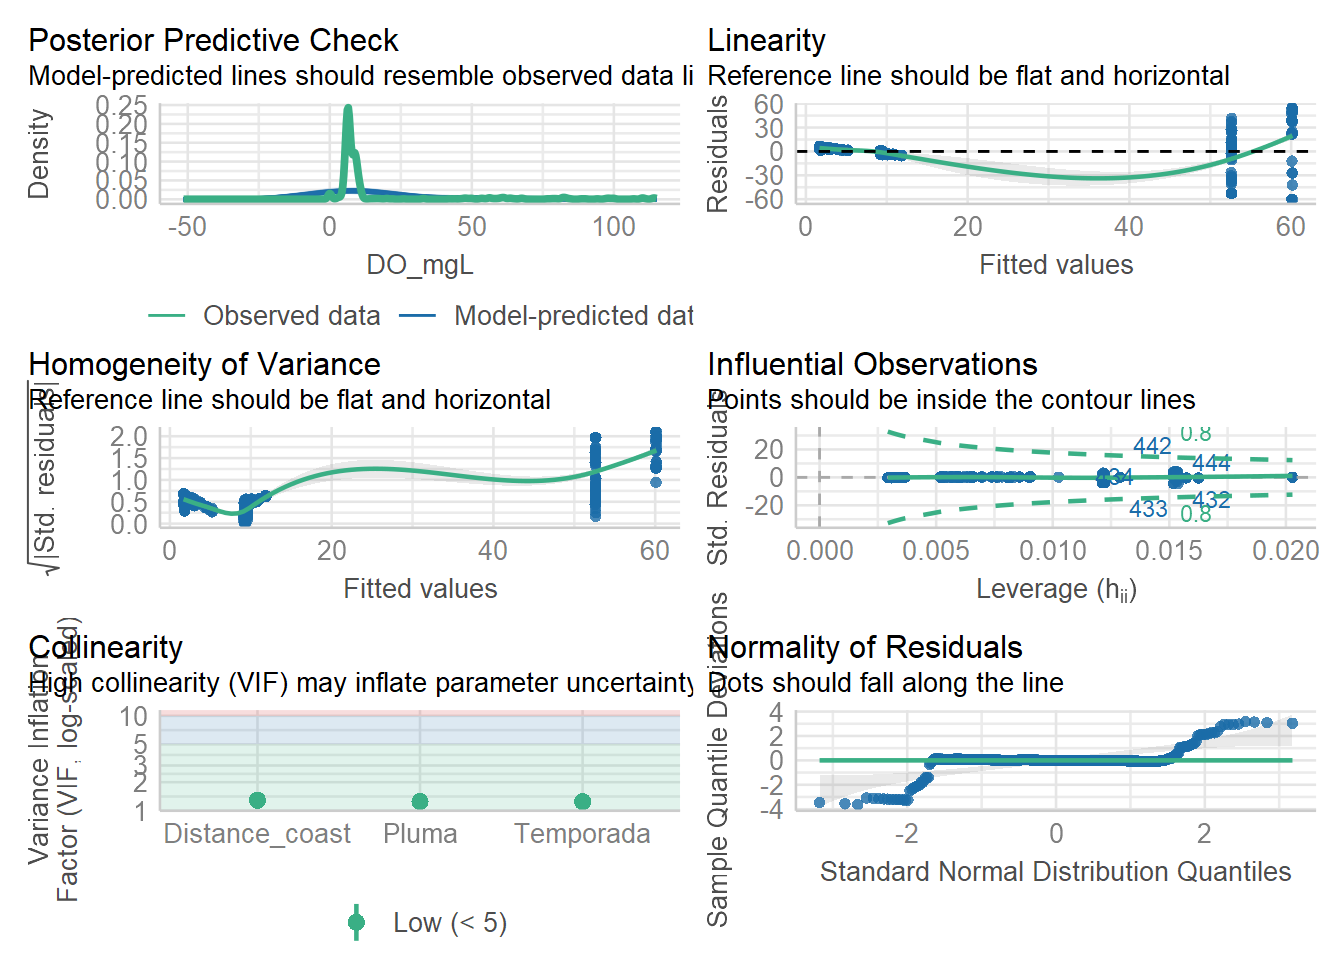 Posterior Predictive Check
Model-predicted lines should resemble observed data li
Density
0.25
0.20
0.15
0.10
0.05
0.00
-50
0
50
100
DO_mgL
Observed data
Model-predicted dat
Linearity
Reference line should be flat and horizontal
Residuals
60
30
0
-30
-60
0
20
40
60
Fitted values
Homogeneity of Variance
Reference line should be flat and horizontal
√|Std. residuals|
2.0
1.5
1.0
0.5
0.0
0
20
40
60
Fitted values
Influential Observations
Points should be inside the contour lines
Std. Residuals
20
0
-20
0.8
442
444
433
432
0.8
0.000
0.005
0.010
0.015
0.020
Leverage (hii)
Collinearity
High collinearity (VIF) may inflate parameter uncertainty
Variance Inflation
Factor (VIF, log-scaled)
10
5
3
2
1
Distance_coast
Pluma
Temporada
Low (< 5)
Normality of Residuals
Dots should fall along the line
Sample Quantile Deviations
4
2
0
-2
-4
-2
0
2
Standard Normal Distribution Quantiles